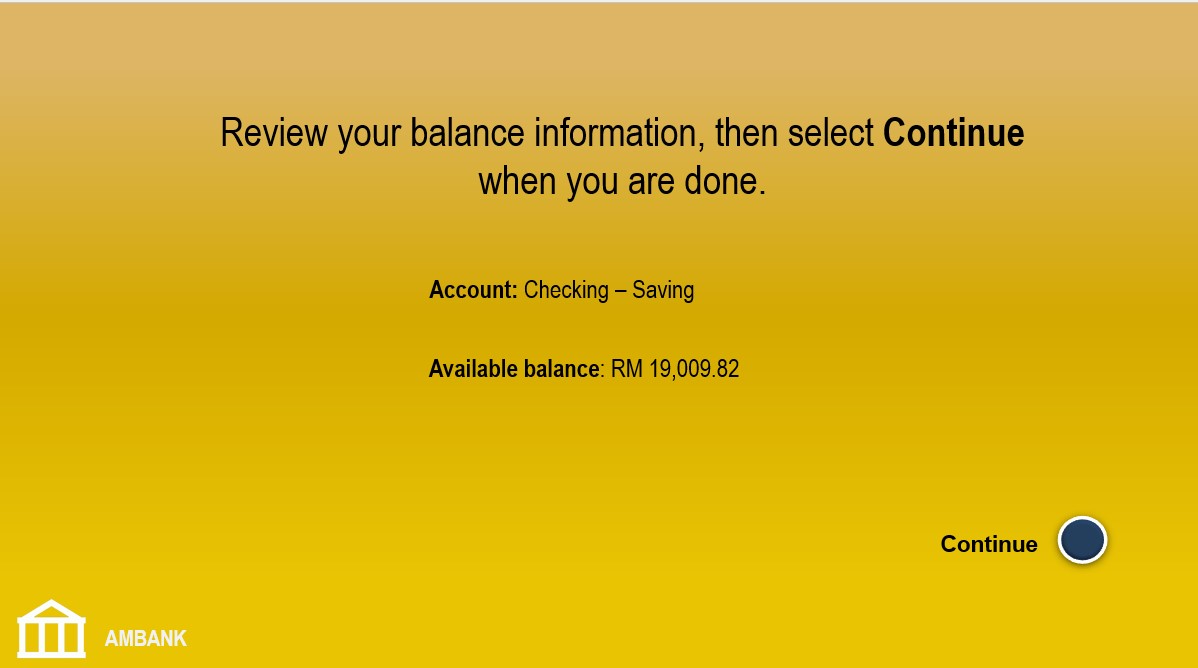 Review your balance information, then select Continue
when you are done.
Account: Checking – Saving
Available balance: RM 19,009.82
Continue
AMBANK